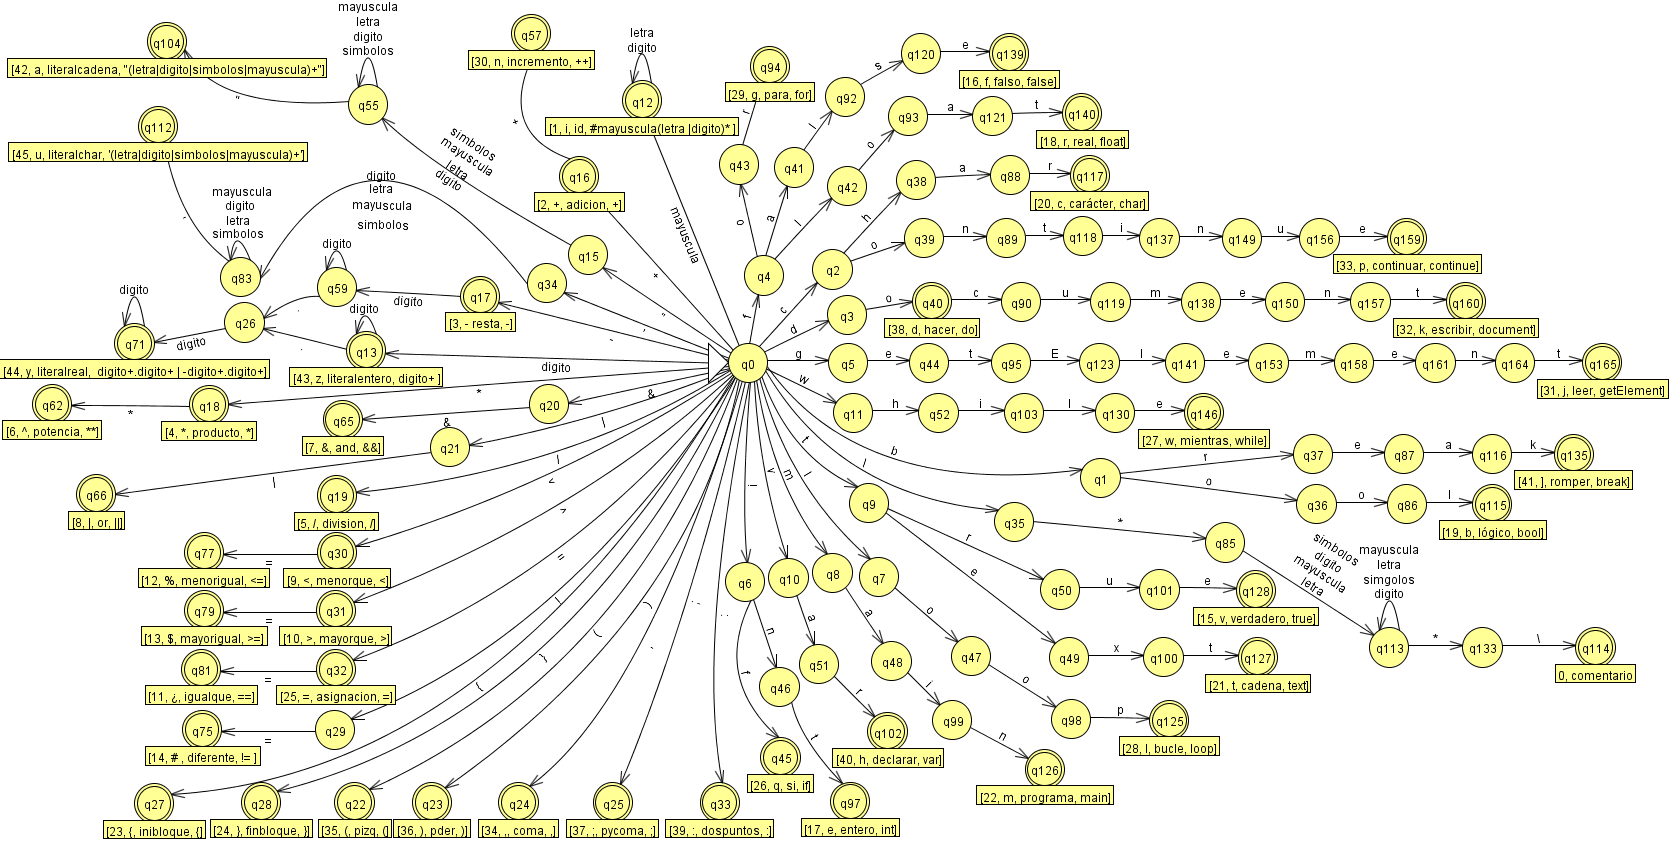 mayuscula
letra
digito
simbolos
q104
[42, a, literalcadena, "(letra|digito|simbolos|mayuscula)+"]
"
q55
q57
[30, n, incremento, ++]
+
letra
digito
q12
[1, i, id, #mayuscula(letra |digito)* ]
mayuscula
q94
[29, g, para, for]
r
q43
o
q120
e
q139
[16, f, falso, false]
s
q92
l
q41
a
q93
a
q121
t
q140
[18, r, real, float]
o
q42
l
q4
f
q112
[45, u, literalchar, '(letra|digito|simbolos|mayuscula)+']
'
mayuscula
digito
letra
simbolos
q83
digito
letra
mayuscula
simbolos
simbolos
mayuscula
letra
digito
q16
[2, +, adicion, +]
+
q15
"
q34
'
q38
a
q88
r
q117
[20, c, carácter, char]
h
q2
c
o
q39
n
q89
t
q118
i
q137
n
q149
u
q156
e
q159
[33, p, continuar, continue]
digito
q59
digito
q17
[3, - resta, -]
-
q3
d
o
q40
[38, d, hacer, do]
c
q90
u
q119
m
q138
e
q150
n
q157
t
q160
[32, k, escribir, document]
digito
q71
[44, y, literalreal,  digito+.digito+ | -digito+.digito+]
digito
q26
.
.
digito
q13
[43, z, literalentero, digito+ ]
digito
q0
g
q5
e
q44
t
q95
E
q123
l
q141
e
q153
m
q158
e
q161
n
q164
t
q165
[31, j, leer, getElement]
q62
[6, ^, potencia, **]
*
q18
[4, *, producto, *]
*
q65
[7, &, and, &&]
&
q20
&
w
q11
h
q52
i
q103
l
q130
e
q146
[27, w, mientras, while]
q66
[8, |, or, ||]
|
q21
|
q19
[5, /, division, /]
/
b
q1
r
q37
e
q87
a
q116
k
q135
[41, ], romper, break]
o
q36
o
q86
l
q115
[19, b, lógico, bool]
q77
[12, %, menorigual, <=]
=
q30
[9, <, menorque, <]
<
q79
[13, $, mayorigual, >=]
=
q31
[10, >, mayorque, >]
>
q81
[11, ¿, igualque, ==]
=
q32
[25, =, asignacion, =]
=
q75
[14, # , diferente, != ]
=
q29
!
\
q35
*
q85
simbolos
digito
mayuscula
letra
mayuscula
letra
simgolos
digito
q113
*
q133
\
q114
0, comentario
t
q9
r
q50
u
q101
e
q128
[15, v, verdadero, true]
e
q49
x
q100
t
q127
[21, t, cadena, text]
l
q7
o
q47
o
q98
p
q125
[28, l, bucle, loop]
m
q8
a
q48
i
q99
n
q126
[22, m, programa, main]
v
q10
a
q51
r
q102
[40, h, declarar, var]
i
q6
f
q45
[26, q, si, if]
n
q46
t
q97
[17, e, entero, int]
{
q27
[23, {, inibloque, {]
}
q28
[24, }, finbloque, }]
(
q22
[35, (, pizq, (]
)
q23
[36, ), pder, )]
,
q24
[34, ,, coma, ,]
;
q25
[37, ;, pycoma, ;]
:
q33
[39, :, dospuntos, :]